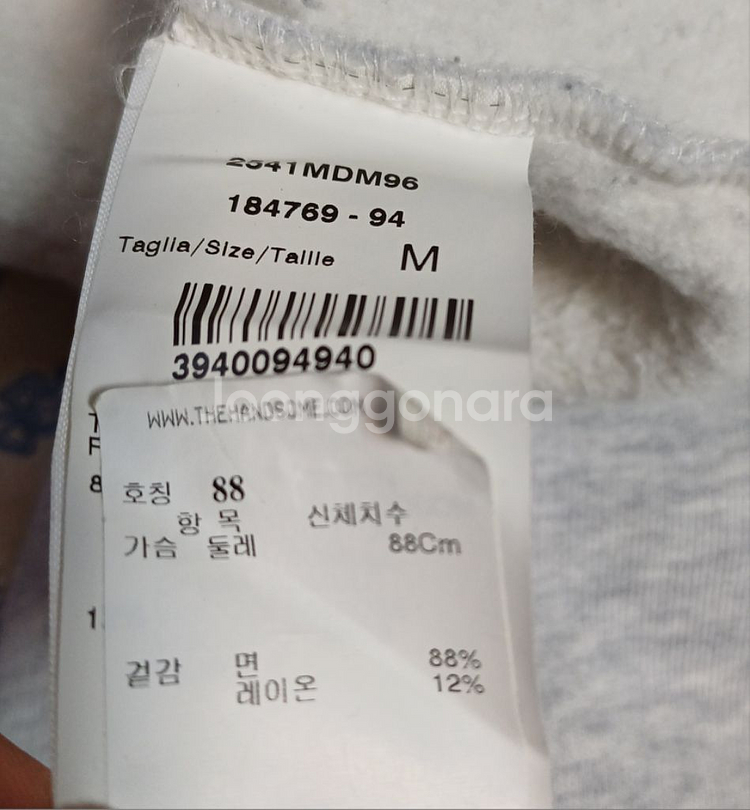 2541MDM96
184769 - 94
Taglia/Size/Taille M
3940094940
joonggonara
WWW.THEHANDSOME.COM
호칭 88
항 목 신체치수
가슴 둘레 88Cm
겉감 면 88%
레이온 12%